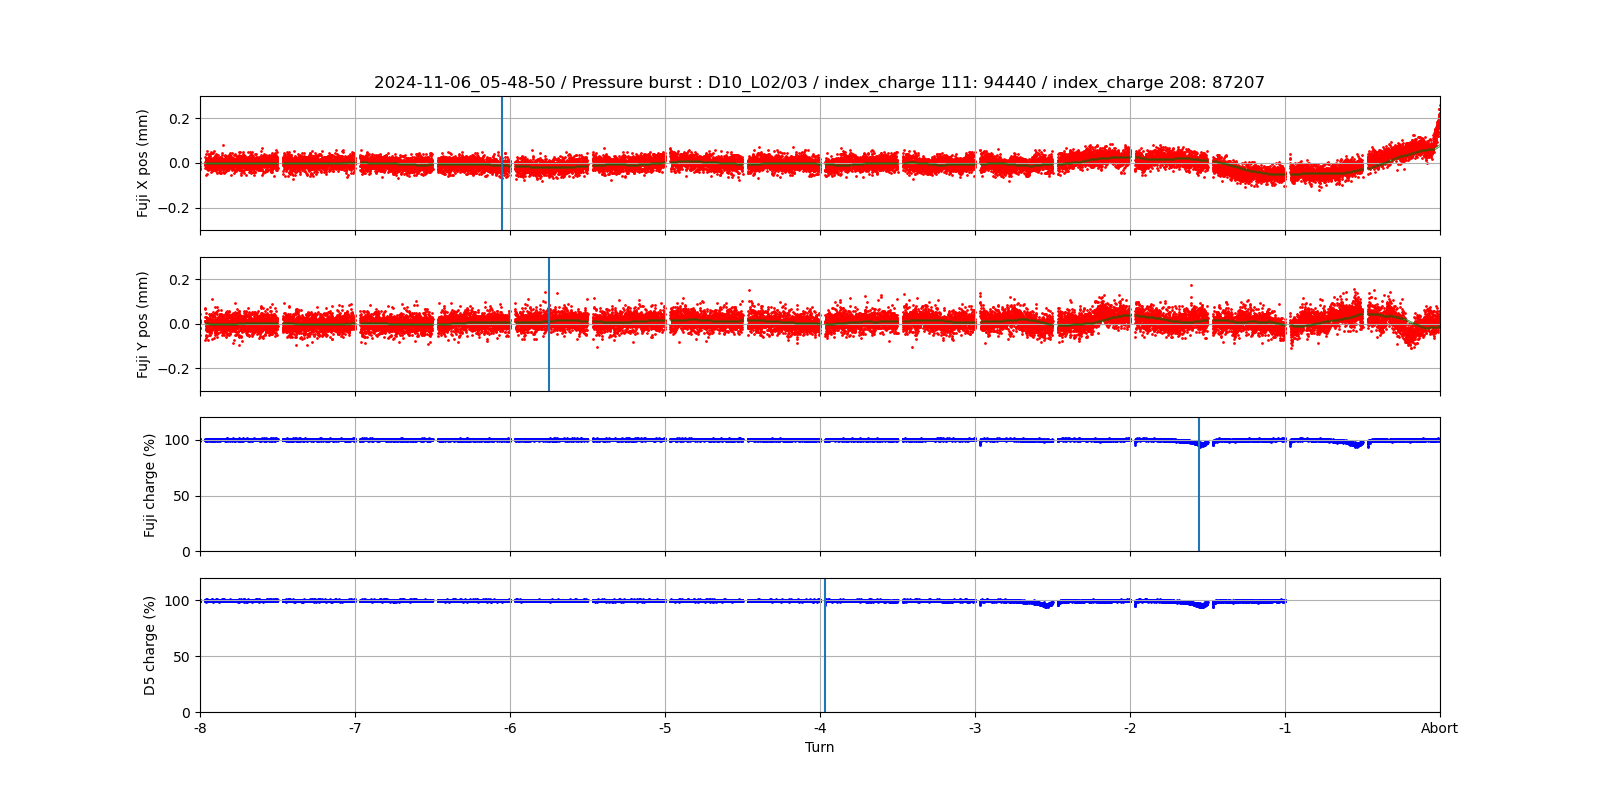 2024-11-06_05-48-50 / Pressure burst : D10_L02/03 / index_charge 111: 94440 / index_charge 208: 87207
Fuji X pos (mm)
0.2
0.0
−0.2
Fuji Y pos (mm)
0.2
0.0
−0.2
Fuji charge (%)
100
50
0
D5 charge (%)
100
50
0
-8 -7 -6 -5 -4 -3 -2 -1 Abort
Turn